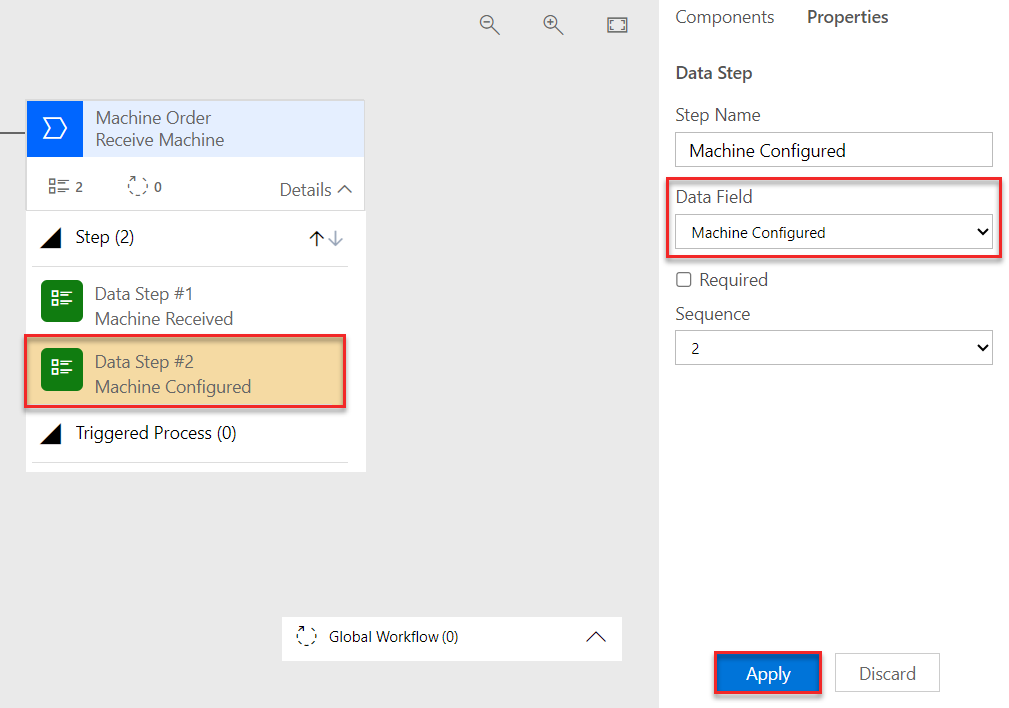 Machine Order
Receive Machine
2
0
Details
Step (2)
Data Step #1
Machine Received
Data Step #2
Machine Configured
Triggered Process (0)
Global Workflow (0)
Components
Properties
Data Step
Step Name
Machine Configured
Data Field
Machine Configured
Required
Sequence
2
Apply
Discard